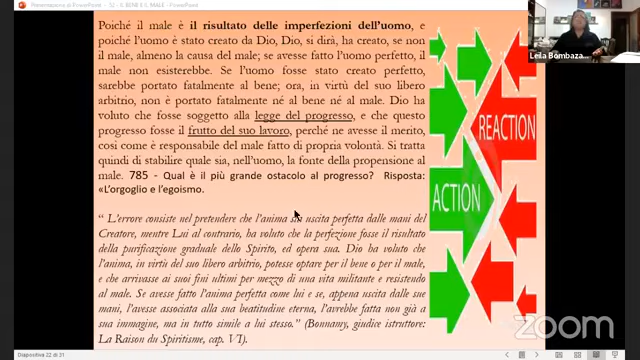 Presentazione di PowerPoint - 32 - IL BENE E IL MALE - PowerPoint
Poiché il male è il risultato delle imperfezioni dell'uomo, e
poiché l'uomo è stato creato da Dio, Dio, si dirà, ha creato, se non
il male, almeno la causa del male; se avesse fatto l'uomo perfetto, il
male non esisterebbe. Se l'uomo fosse stato creato perfetto,
sarebbe portato fatalmente al bene; ora, in virtù del suo libero
arbitrio, non è portato fatalmente né al bene né al male. Dio ha
voluto che fosse soggetto alla legge del progresso, e che questo
progresso fosse il frutto del suo lavoro, perché ne avesse il merito,
così come è responsabile del male fatto di propria volontà. Si tratta
quindi di stabilire quale sia, nell'uomo, la fonte della propensione al
male. 785 - Qual è il più grande ostacolo al progresso? Risposta:
«L'orgoglio e l'egoismo.
“ L'errore consiste nel pretendere che l'anima sia uscita perfetta dalle mani del
Creatore, mentre Lui al contrario, ha voluto che la perfezione fosse il risultato
della purificazione graduale dello Spirito, ed opera sua. Dio ha voluto che
l'anima, in virtù del suo libero arbitrio, potesse optare per il bene o per il male,
e che arrivasse ai suoi fini ultimi per mezzo di una vita militante e resistendo
al male. Se avesse fatto l'anima perfetta come lui e se, appena uscita dalle sue
mani, l'avesse associata alla sua beatitudine eterna, l'avrebbe fatta non già a
sua immagine, ma in tutto simile a lui stesso.” (Bonnamy, giudice istruttore:
La Raison du Spiritisme, cap. VI).
REACTION
ACTION
Leila Bombaza...
zoom
Diapositiva 22 di 31